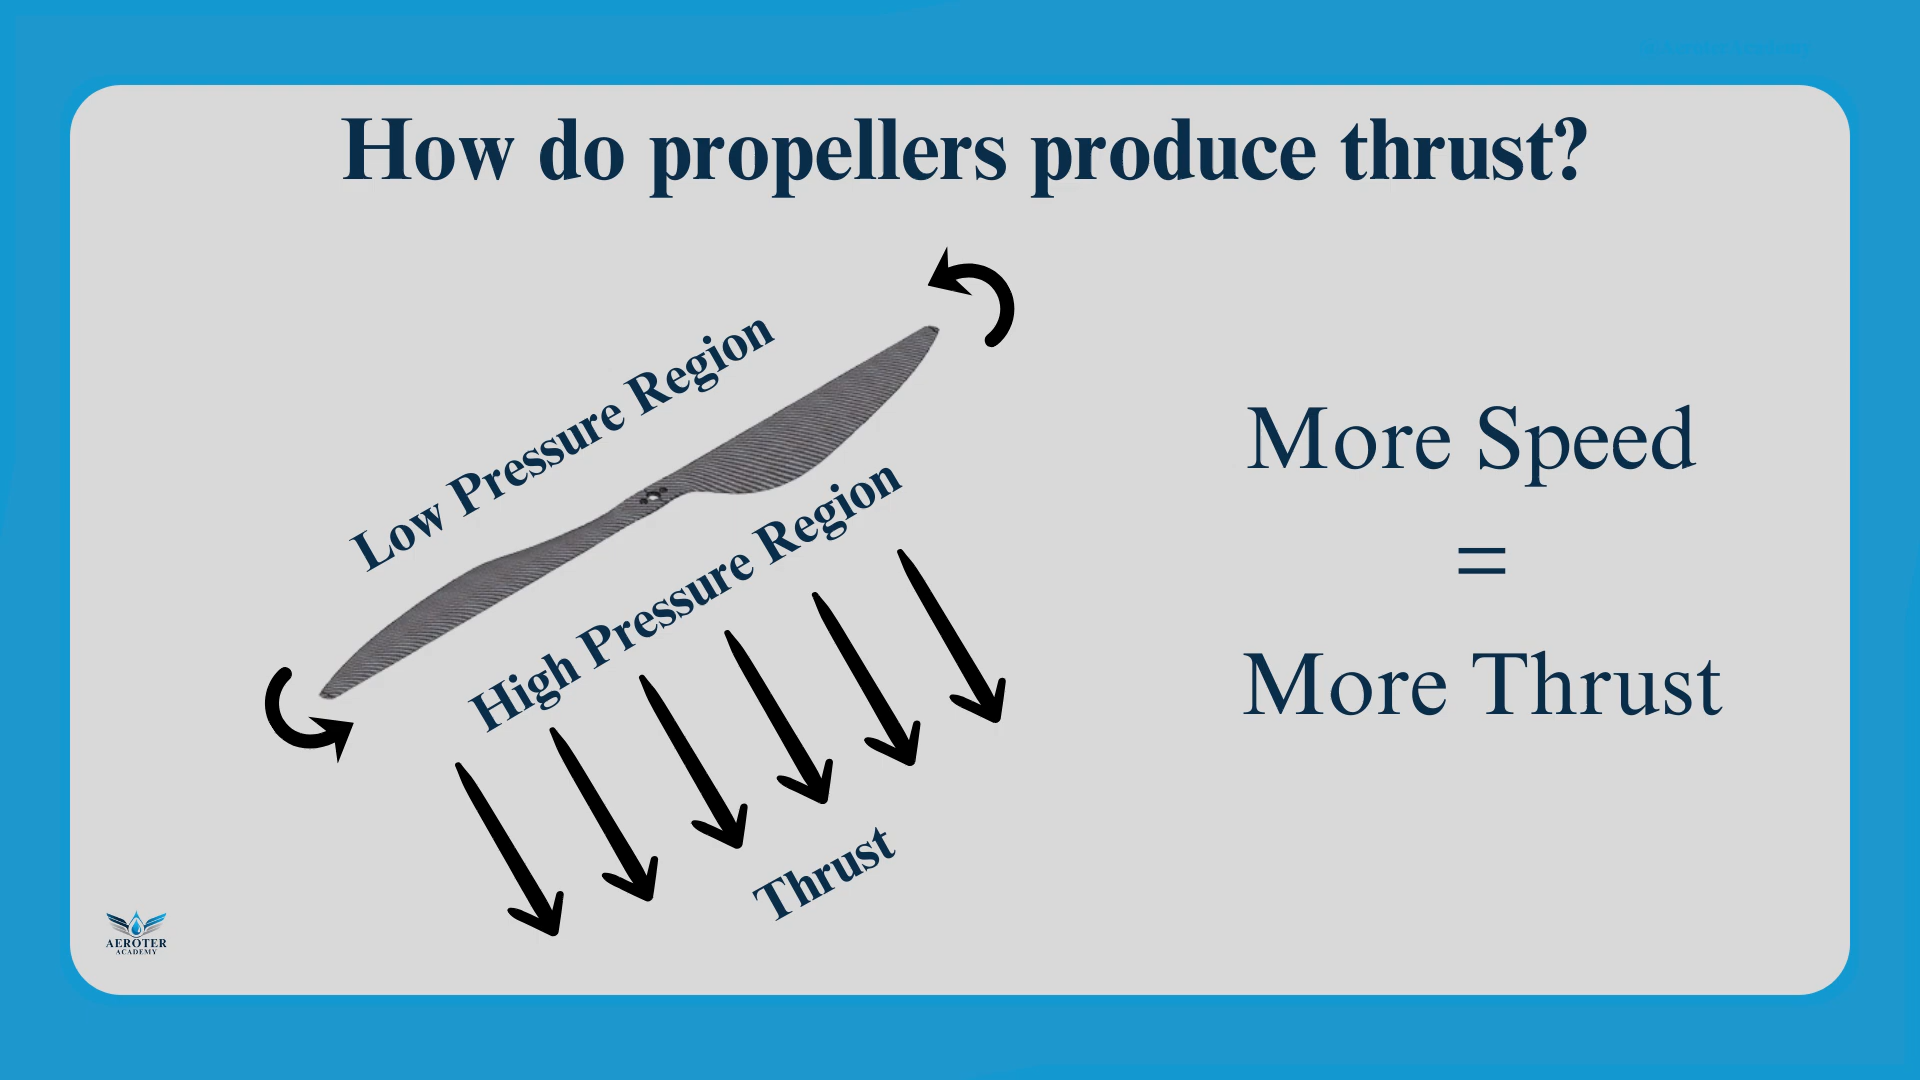 How do propellers produce thrust?
Low Pressure Region
High Pressure Region
Thrust
More Speed
=
More Thrust
AEROTER
ACADEMY